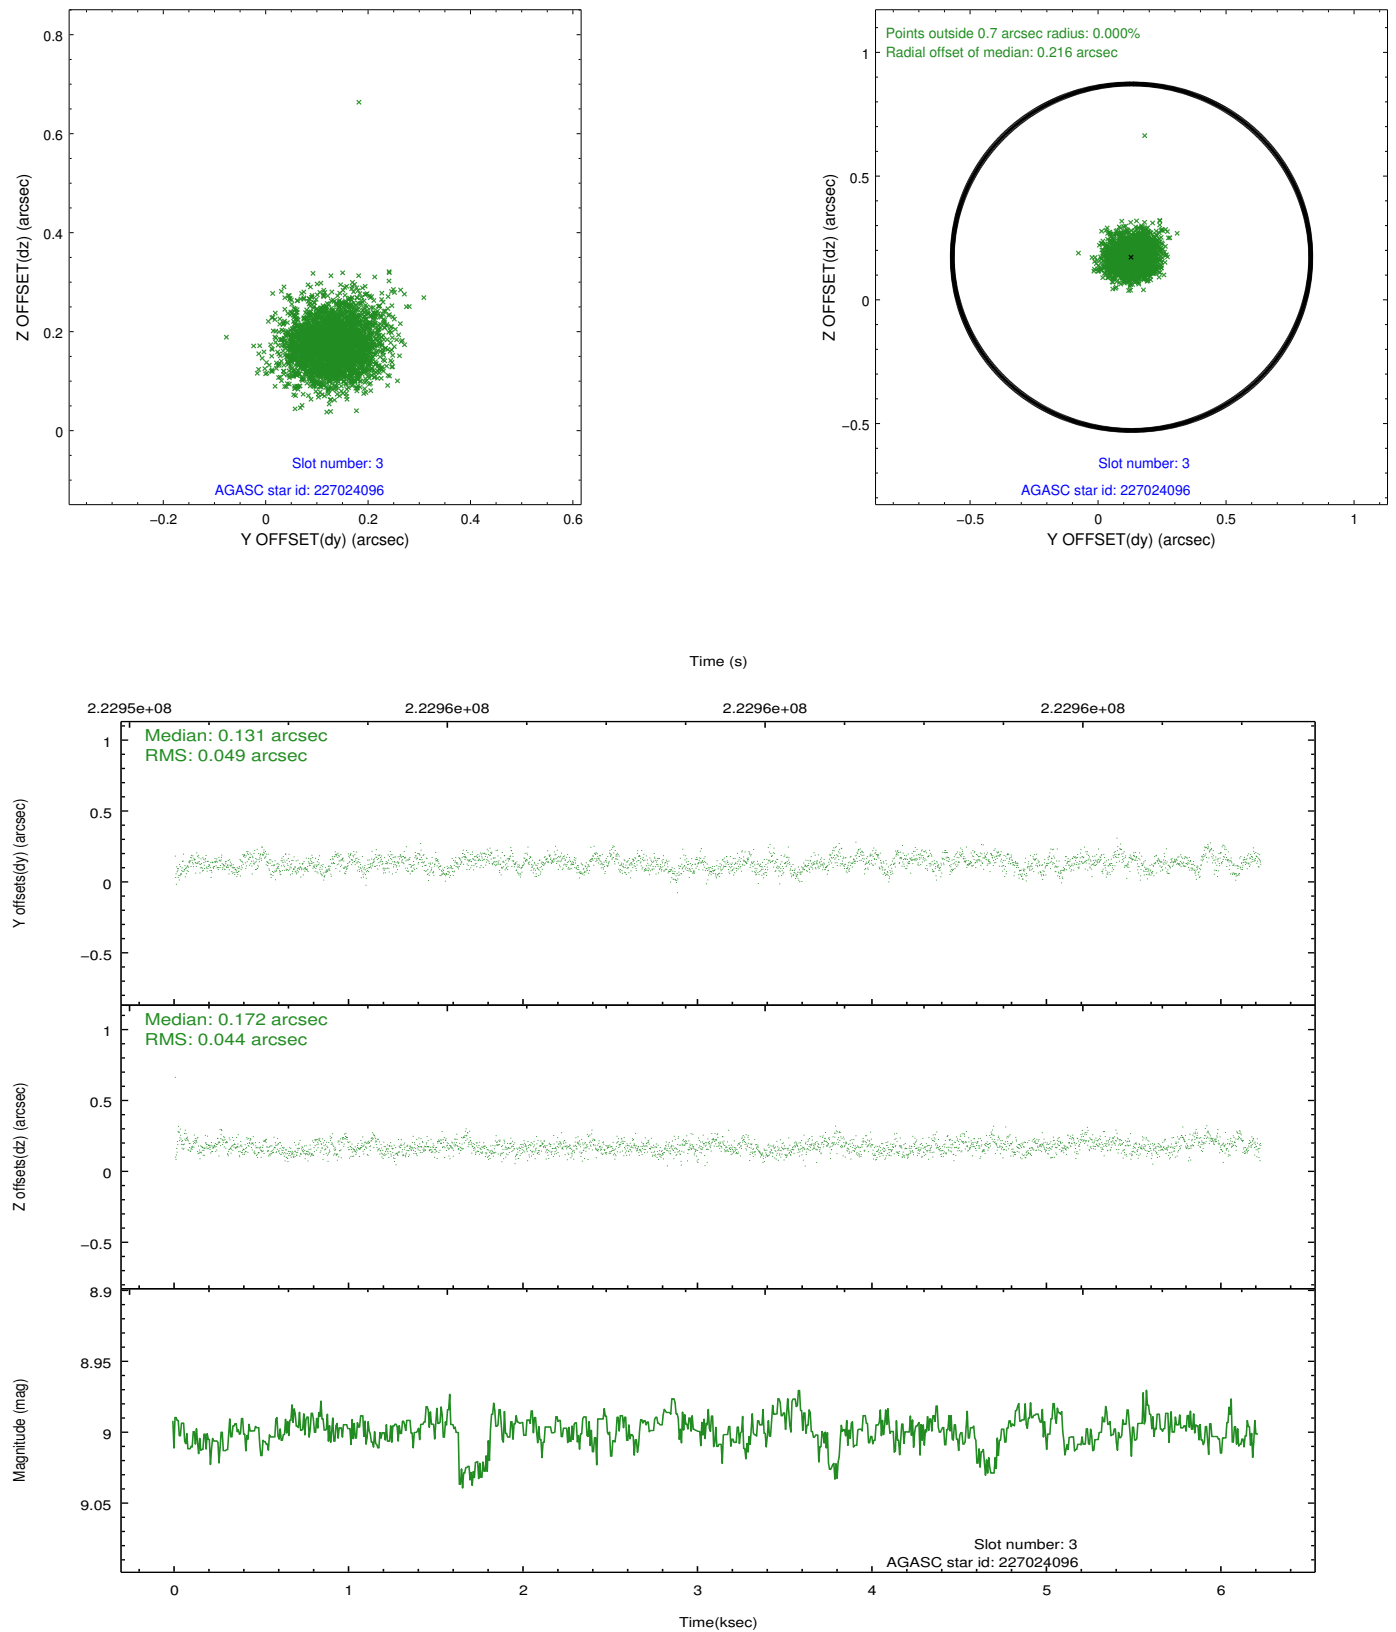 0.8
0.6
0.4
0.2
0
Z OFFSET(dz) (arcsec)
Slot number: 3
AGASC star id: 227024096
−0.2 0 0.2 0.4 0.6
Y OFFSET(dy) (arcsec)
Points outside 0.7 arcsec radius: 0.000%
Radial offset of median: 0.216 arcsec
1
0.5
0
−0.5
Z OFFSET(dz) (arcsec)
Slot number: 3
AGASC star id: 227024096
−0.5 0 0.5 1
Y OFFSET(dy) (arcsec)
Time (s)
2.2295e+08 2.2296e+08 2.2296e+08 2.2296e+08
Median: 0.131 arcsec
RMS: 0.049 arcsec
1
0.5
0
−0.5
Y offsets(dy) (arcsec)
Median: 0.172 arcsec
RMS: 0.044 arcsec
1
0.5
0
−0.5
Z offsets(dz) (arcsec)
8.9
8.95
9
9.05
Magnitude (mag)
Slot number: 3
AGASC star id: 227024096
0 1 2 3 4 5 6
Time(ksec)